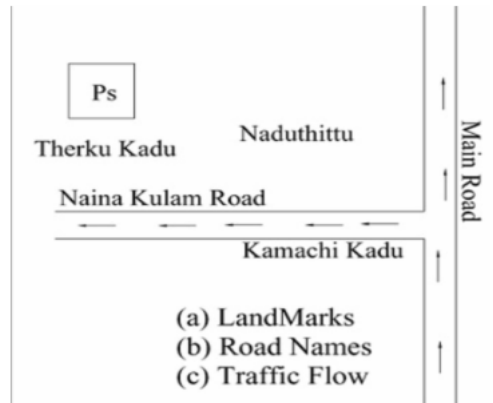 Ps
Therku Kadu
Naduthittu
Main Road
Naina Kulam Road
Kamachi Kadu
(a) LandMarks
(b) Road Names
(c) Traffic Flow